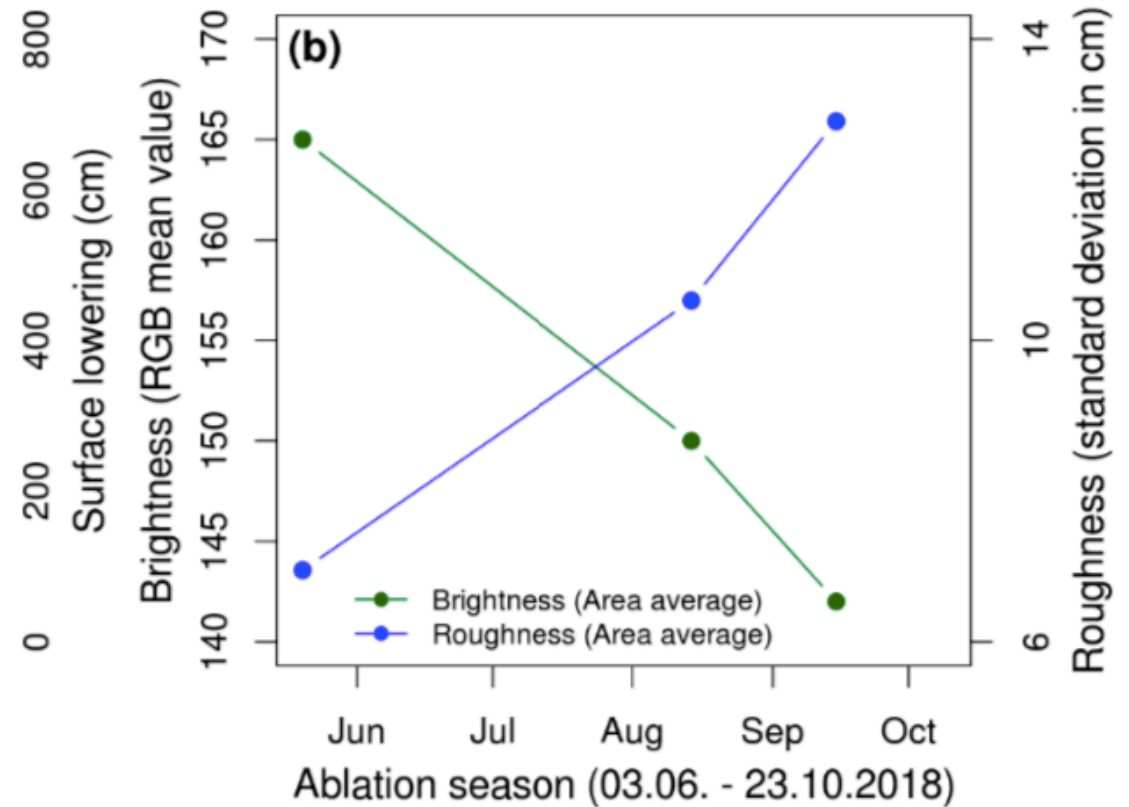 (b)
Surface lowering (cm)
0 200 400 600 800
Brightness (RGB mean value)
140 145 150 155 160 165 170
Roughness (standard deviation in cm)
6 10 14
Brightness (Area average)
Roughness (Area average)
Jun Jul Aug Sep Oct
Ablation season (03.06. - 23.10.2018)